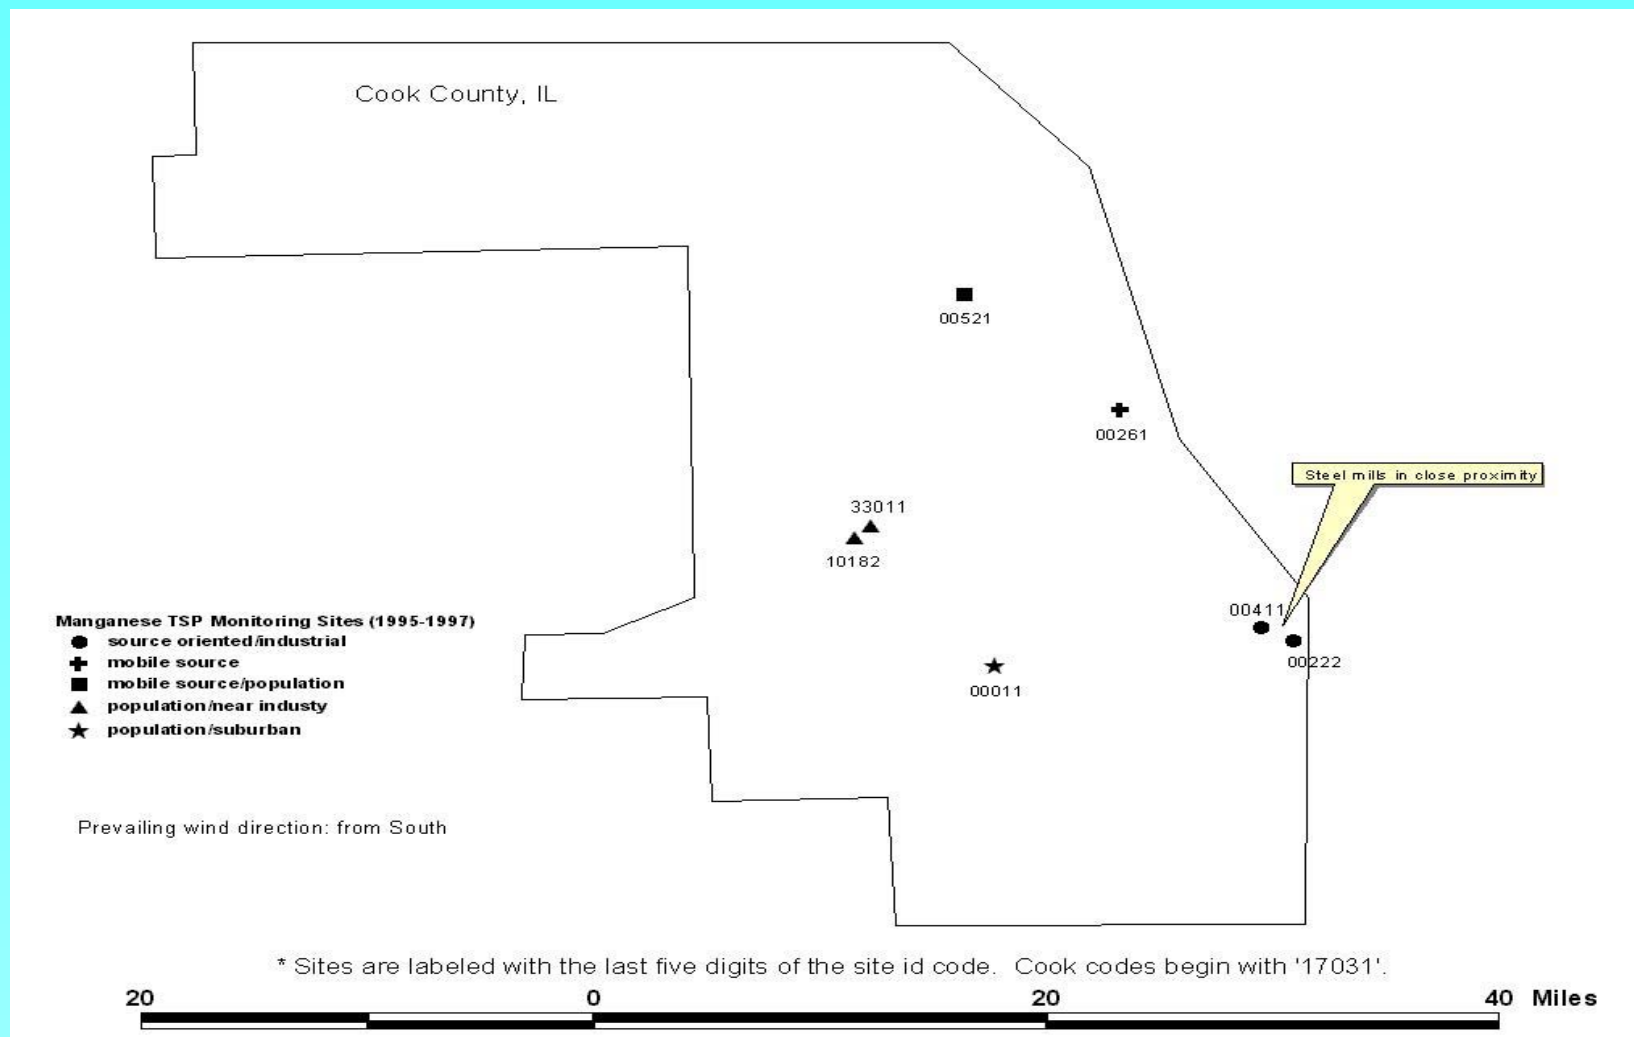 Cook County, IL
00521
00261
Steel mills in close proximity
33011
10182
00411
00222
00011
Manganese TSP Monitoring Sites (1995-1997)
source oriented/industrial
mobile source
mobile source/population
population/near industy
population/suburban
Prevailing wind direction: from South
* Sites are labeled with the last five digits of the site id code. Cook codes begin with '17031'.
20 0 20 40 Miles